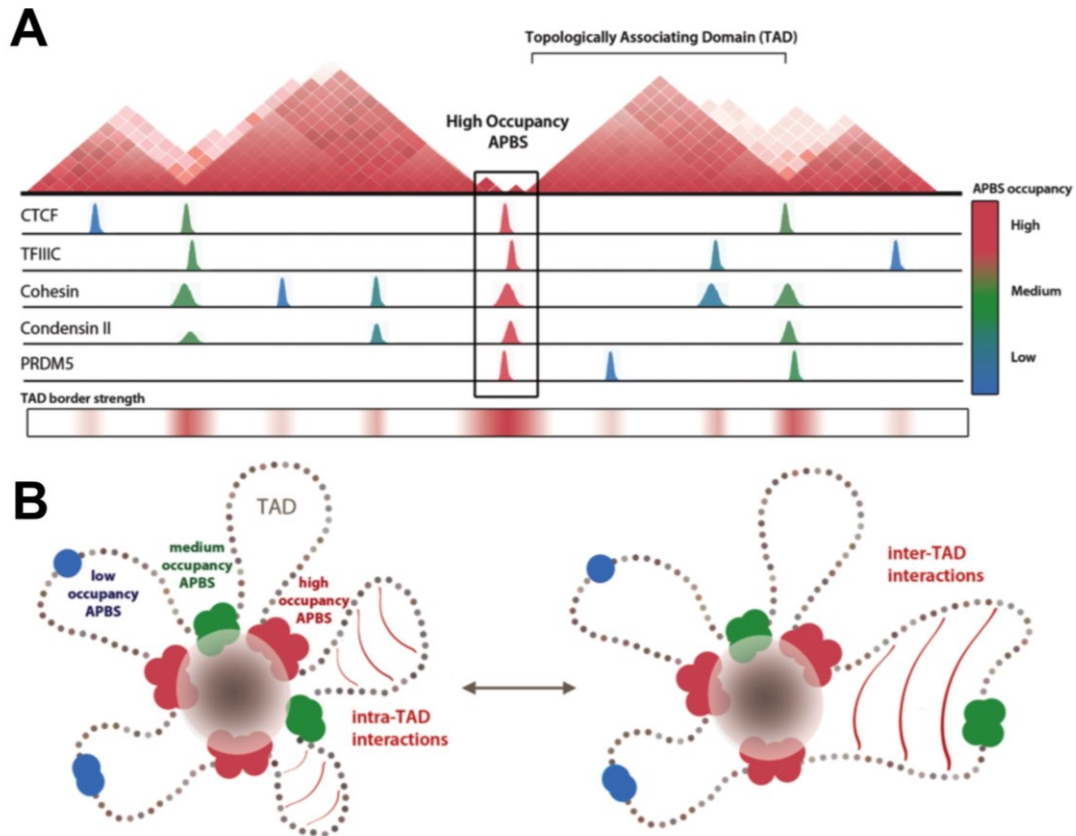 A
Topologically Associating Domain (TAD)
High Occupancy
APBS
APBS occupancy
High
Medium
Low
CTCF
TFIIIC
Cohesin
Condensin II
PRDM5
TAD border strength
B
TAD
medium
occupancy
APBS
low
occupancy
APBS
high
occupancy
APBS
intra-TAD
interactions
inter-TAD
interactions